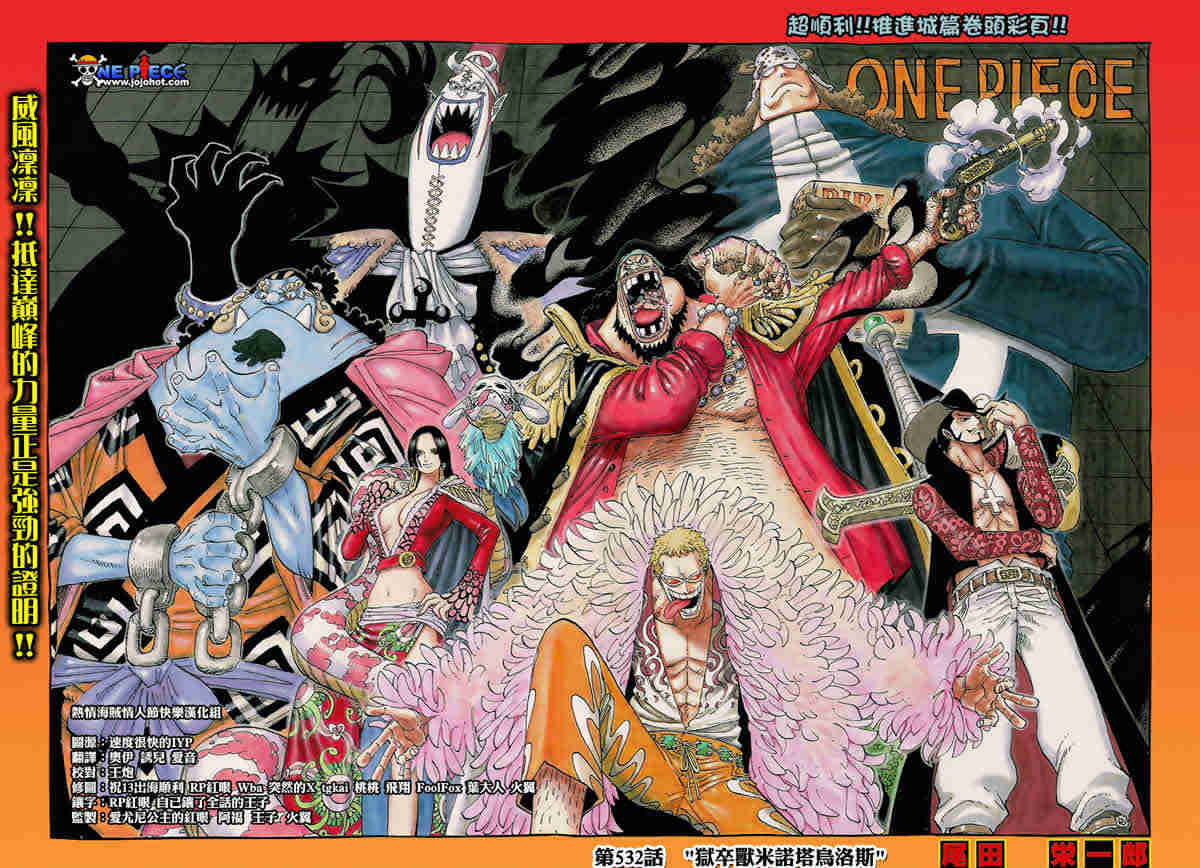 超順利!!推進城篇卷頭彩頁!!
ONE PIECE
www.jojohot.com
ONE PIECE
威風凜凜!!抵達巔峰的力量正是強勁的證明!!
熱情海賊情人節快樂漢化組
圖源：速度很快的IYP
翻譯：奧伊 誘兒 愛音
校對：王炮
修圖：祝13出海順利 RP紅眼 Wba 突然的X tgkai 桃桃 飛翔 FoolFox 葉大人 火翼
鑲字：RP紅眼 自己鑲了全話的王子
監製：愛尤尼公主的紅眼 阿福 王子 火翼
第532話 "獄卒獸米諾塔烏洛斯"
尾田 栄一郎